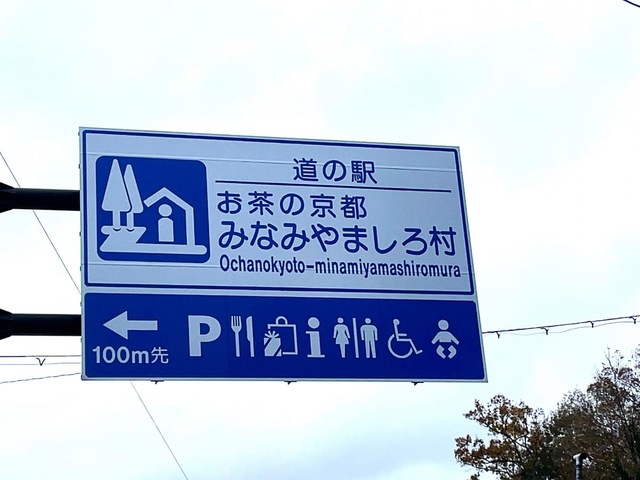 道の駅
お茶の京都
みなみやましろ村
Ochanokyoto-minamiyamashiromura
P
100m先